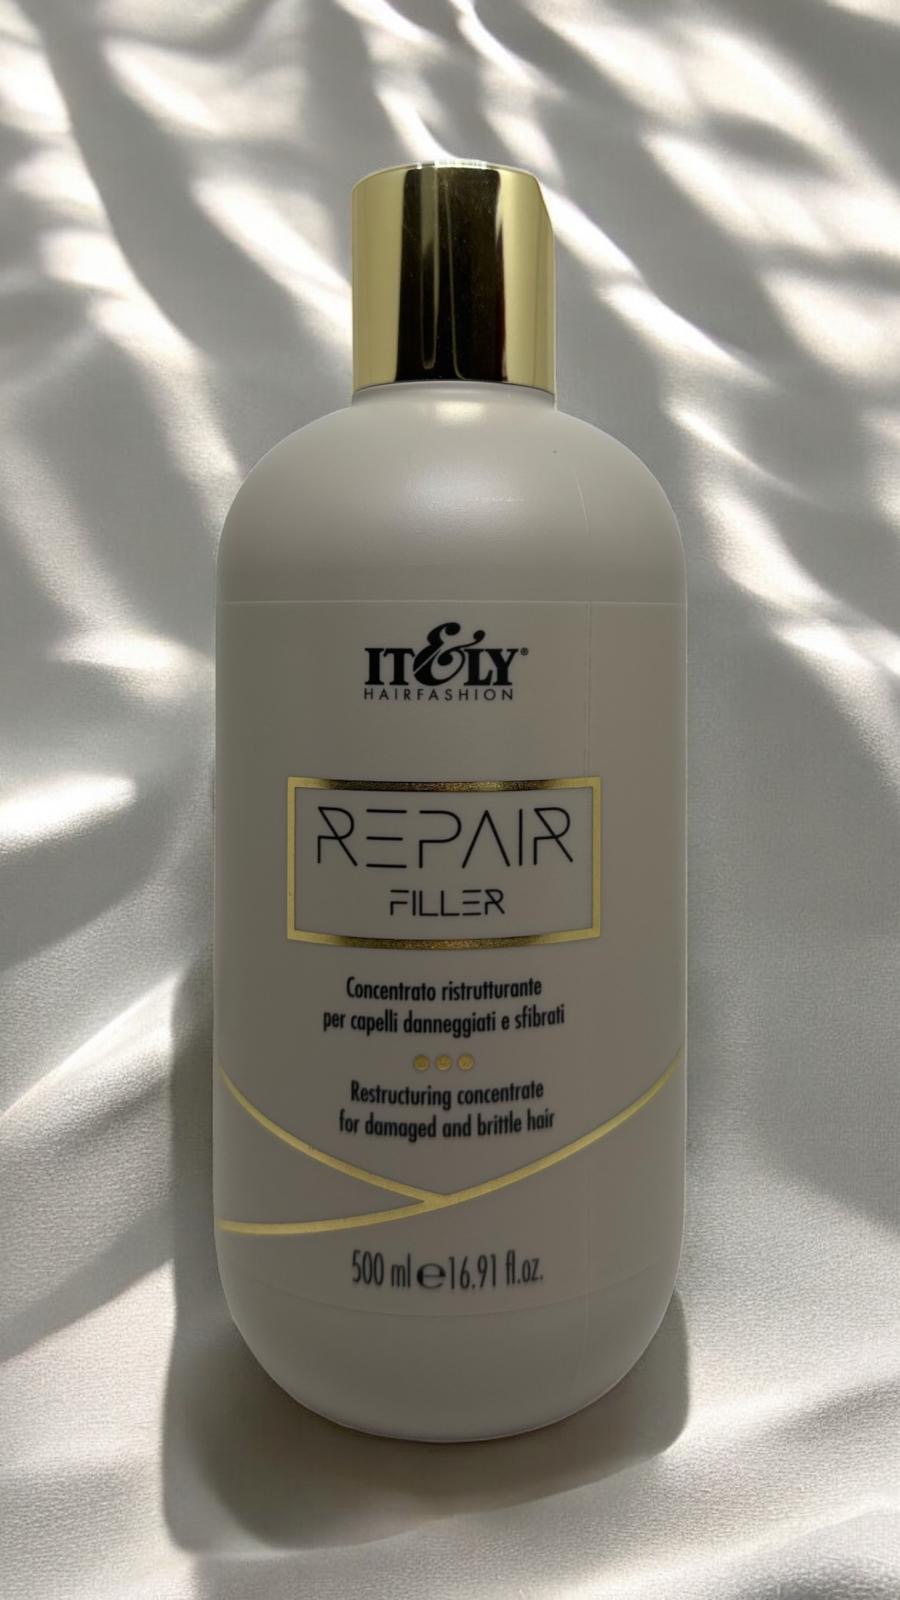 IT&LY®
HAIRFASHION
REPAIR
FILLER
Concentrato ristrutturante
per capelli danneggiati e sfibrati
Restructuring concentrate
for damaged and brittle hair
500 ml ℮ 16.91 fl.oz.